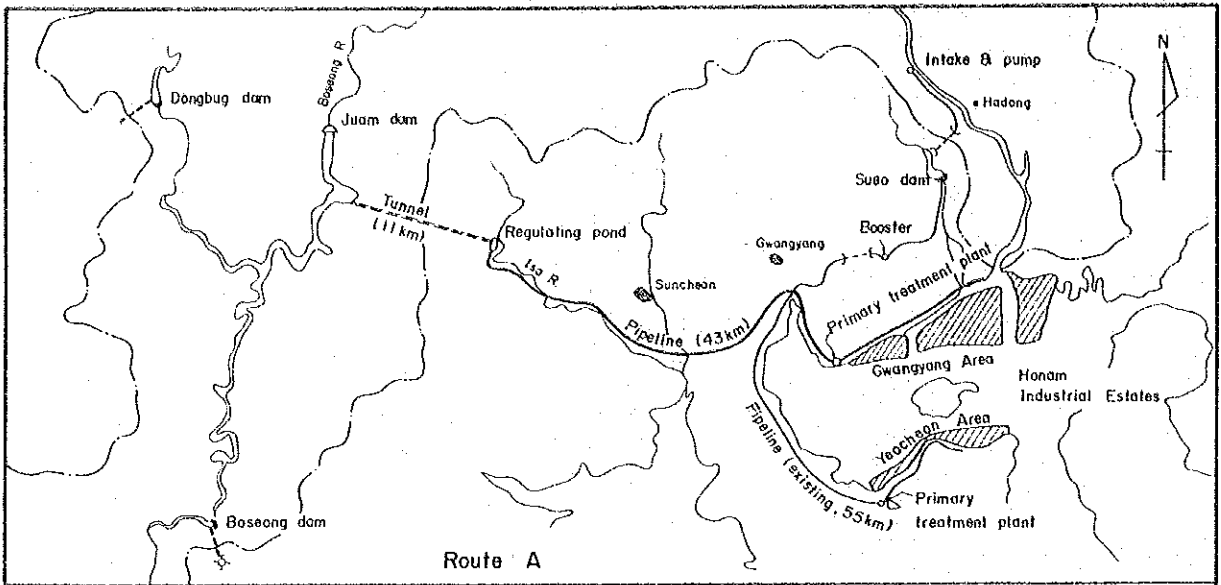 N
Boseong R
Intake & pump
Dongbug dam
Hadong
Juam dam
Sueo dam
Tunnel
(11km)
Booster
Regulating pond
Gwangyang
Isa R
Suncheon
Primary treatment plant
Pipeline (43km)
Gwangyang Area
Honam
Industrial Estates
Yeocheon Area
Pipeline (existing, 55km)
Primary
treatment plant
Boseong dam
Route A